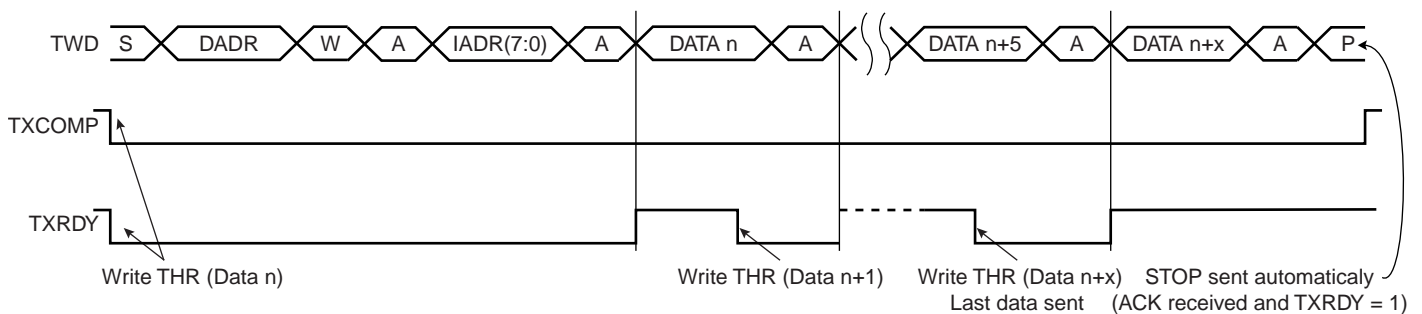 TWD S DADR W A IADR(7:0) A DATA n A DATA n+5 A DATA n+x A P
TXCOMP
TXRDY
Write THR (Data n) Write THR (Data n+1) Write THR (Data n+x) STOP sent automaticaly
Last data sent (ACK received and TXRDY = 1)